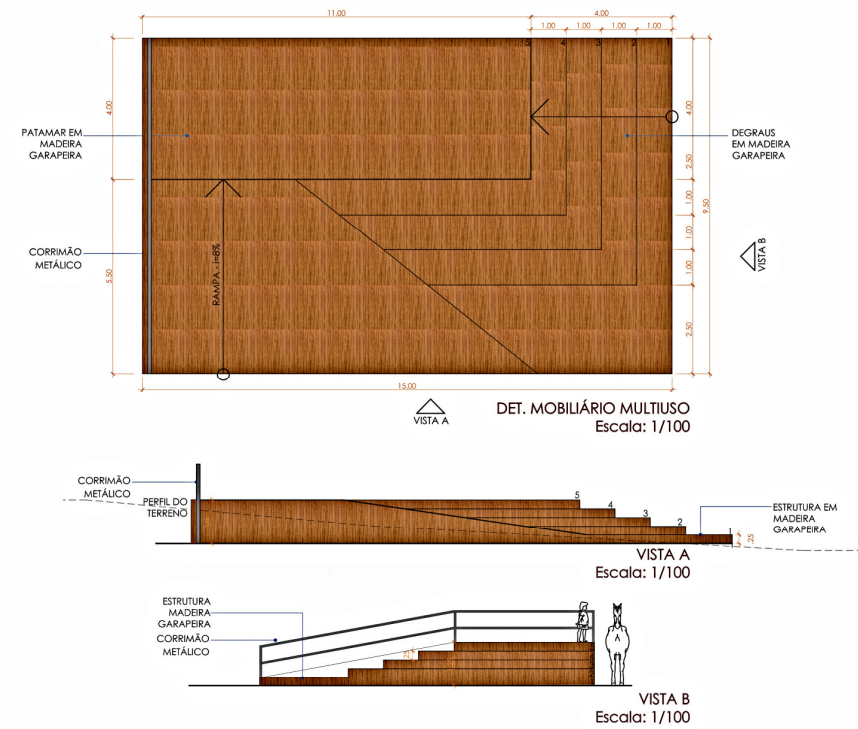 11.00
4.00
1.00
1.00
1.00
1.00
5
4
3
2
4.00
4.00
PATAMAR EM
MADEIRA
GARAPEIRA
DEGRAUS
EM MADEIRA
GARAPEIRA
2.50
1.00
9.50
1.00
RAMPA - i=8%
CORRIMÃO
METÁLICO
VISTA B
5.50
1.00
2.50
15.00
VISTA A
DET. MOBILIÁRIO MULTIUSO
Escala: 1/100
CORRIMÃO
METÁLICO
PERFIL DO
TERRENO
5
4
3
2
1
ESTRUTURA EM
MADEIRA
GARAPEIRA
.25
VISTA A
Escala: 1/100
ESTRUTURA
MADEIRA
GARAPEIRA
CORRIMÃO
METÁLICO
.25
VISTA B
Escala: 1/100